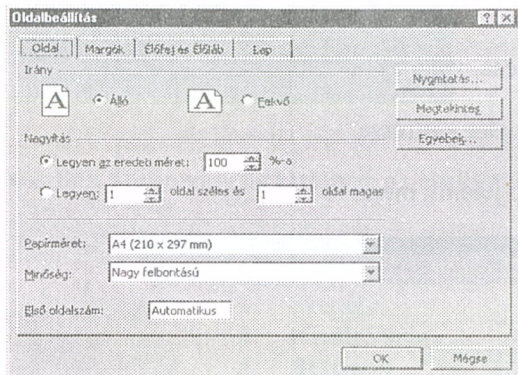 Oldalbeállítás
Oldal Margók Élőfej és Élőláb Lap
Irány
A Álló A Fekvő
Nyomtatás...
Megtekintés
Egyebek...
Nagyítás
Legyen az eredeti méret: 100 %-a
Legyen: 1 oldal széles és 1 oldal magas
Papírméret: A4 (210 x 297 mm)
Minőség: Nagy felbontású
Első oldalszám: Automatikus
OK Mégse